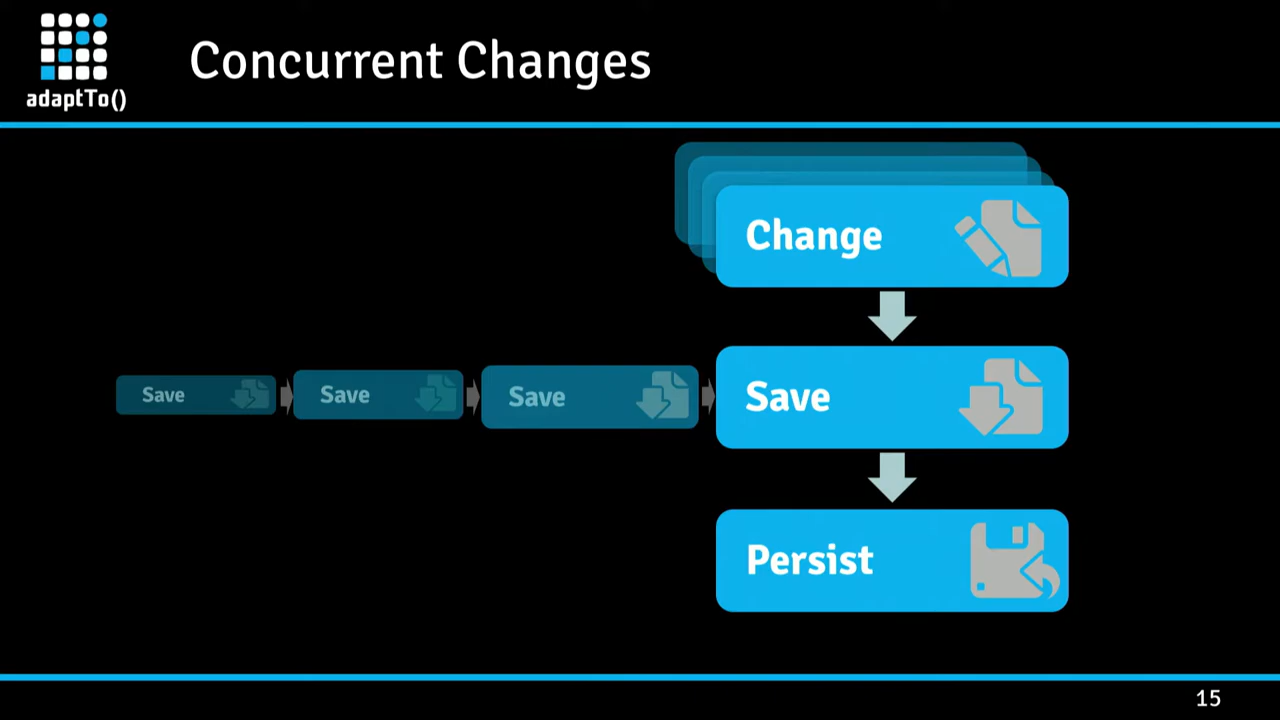 adaptTo()
Concurrent Changes
Change
Save
Save
Save
Save
Persist
15